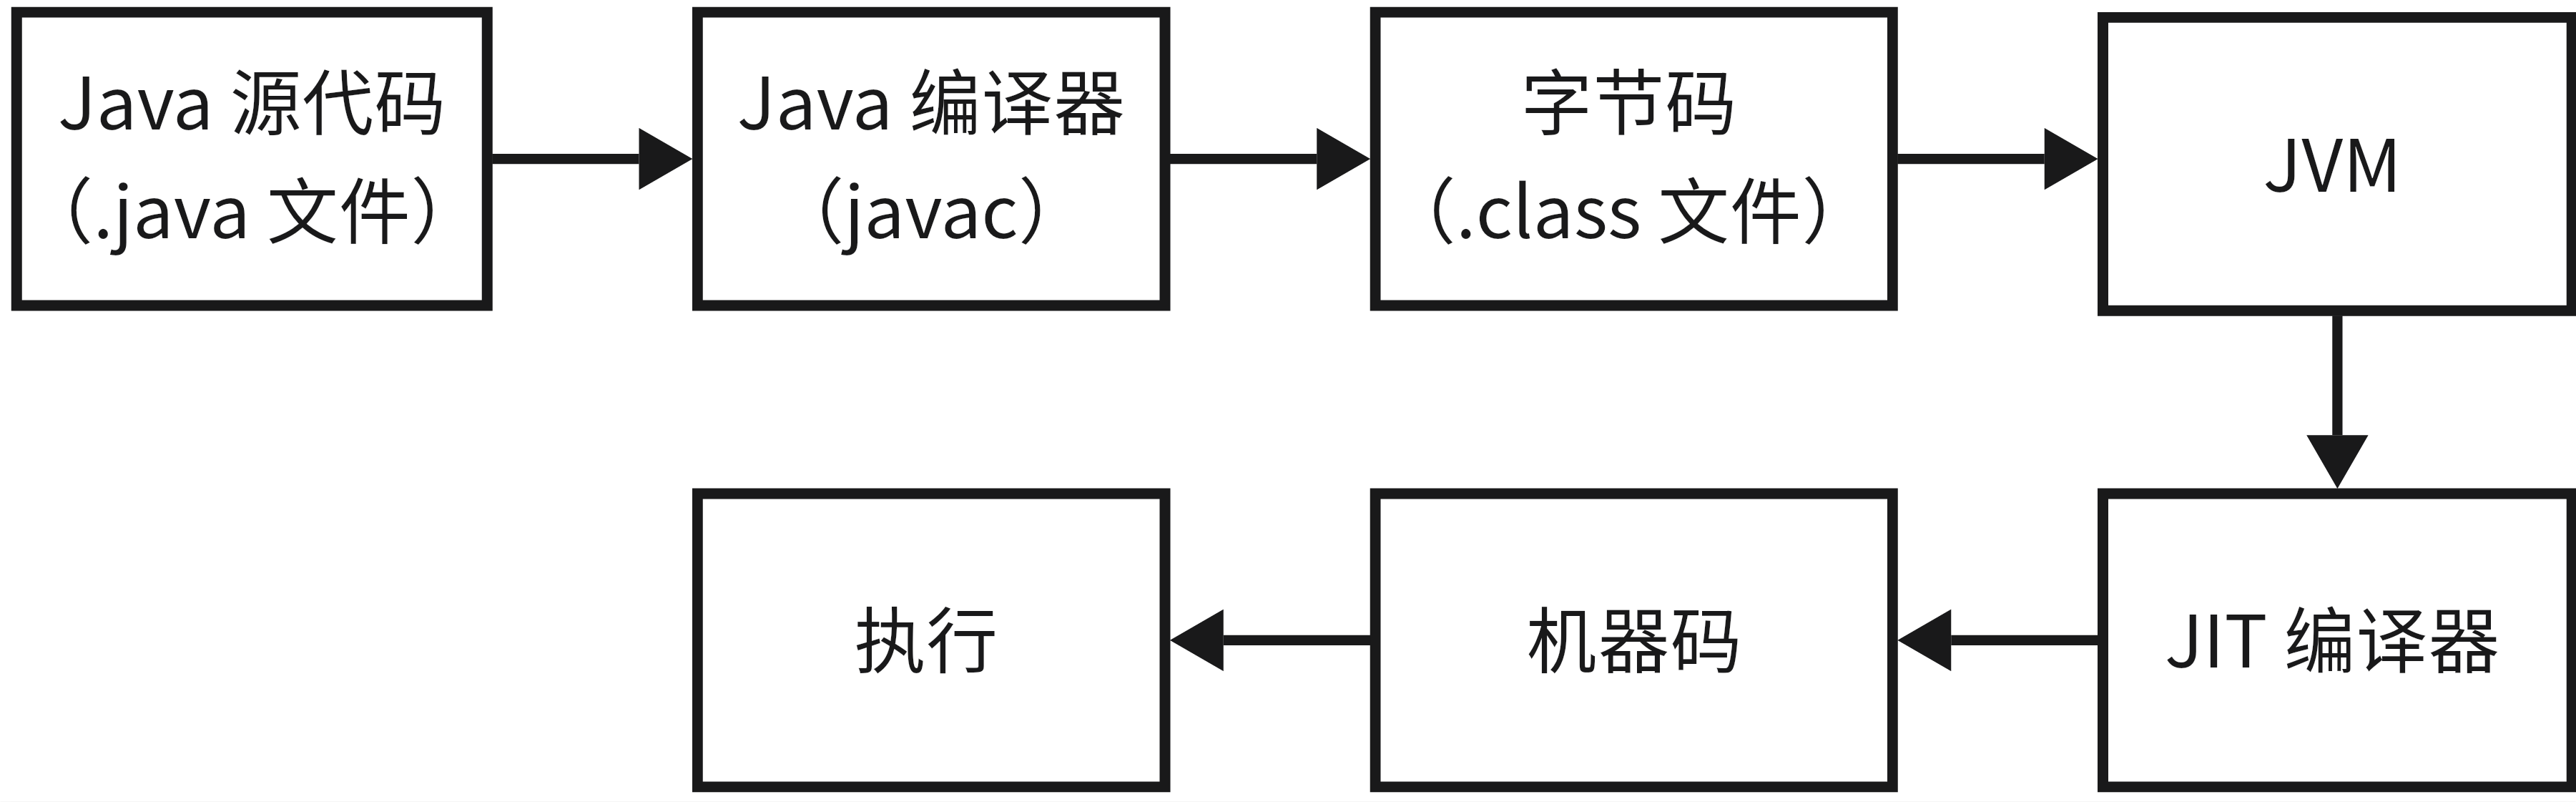 Java 源代码
（.java 文件）
Java 编译器
（javac）
字节码
（.class 文件）
JVM
JIT 编译器
机器码
执行